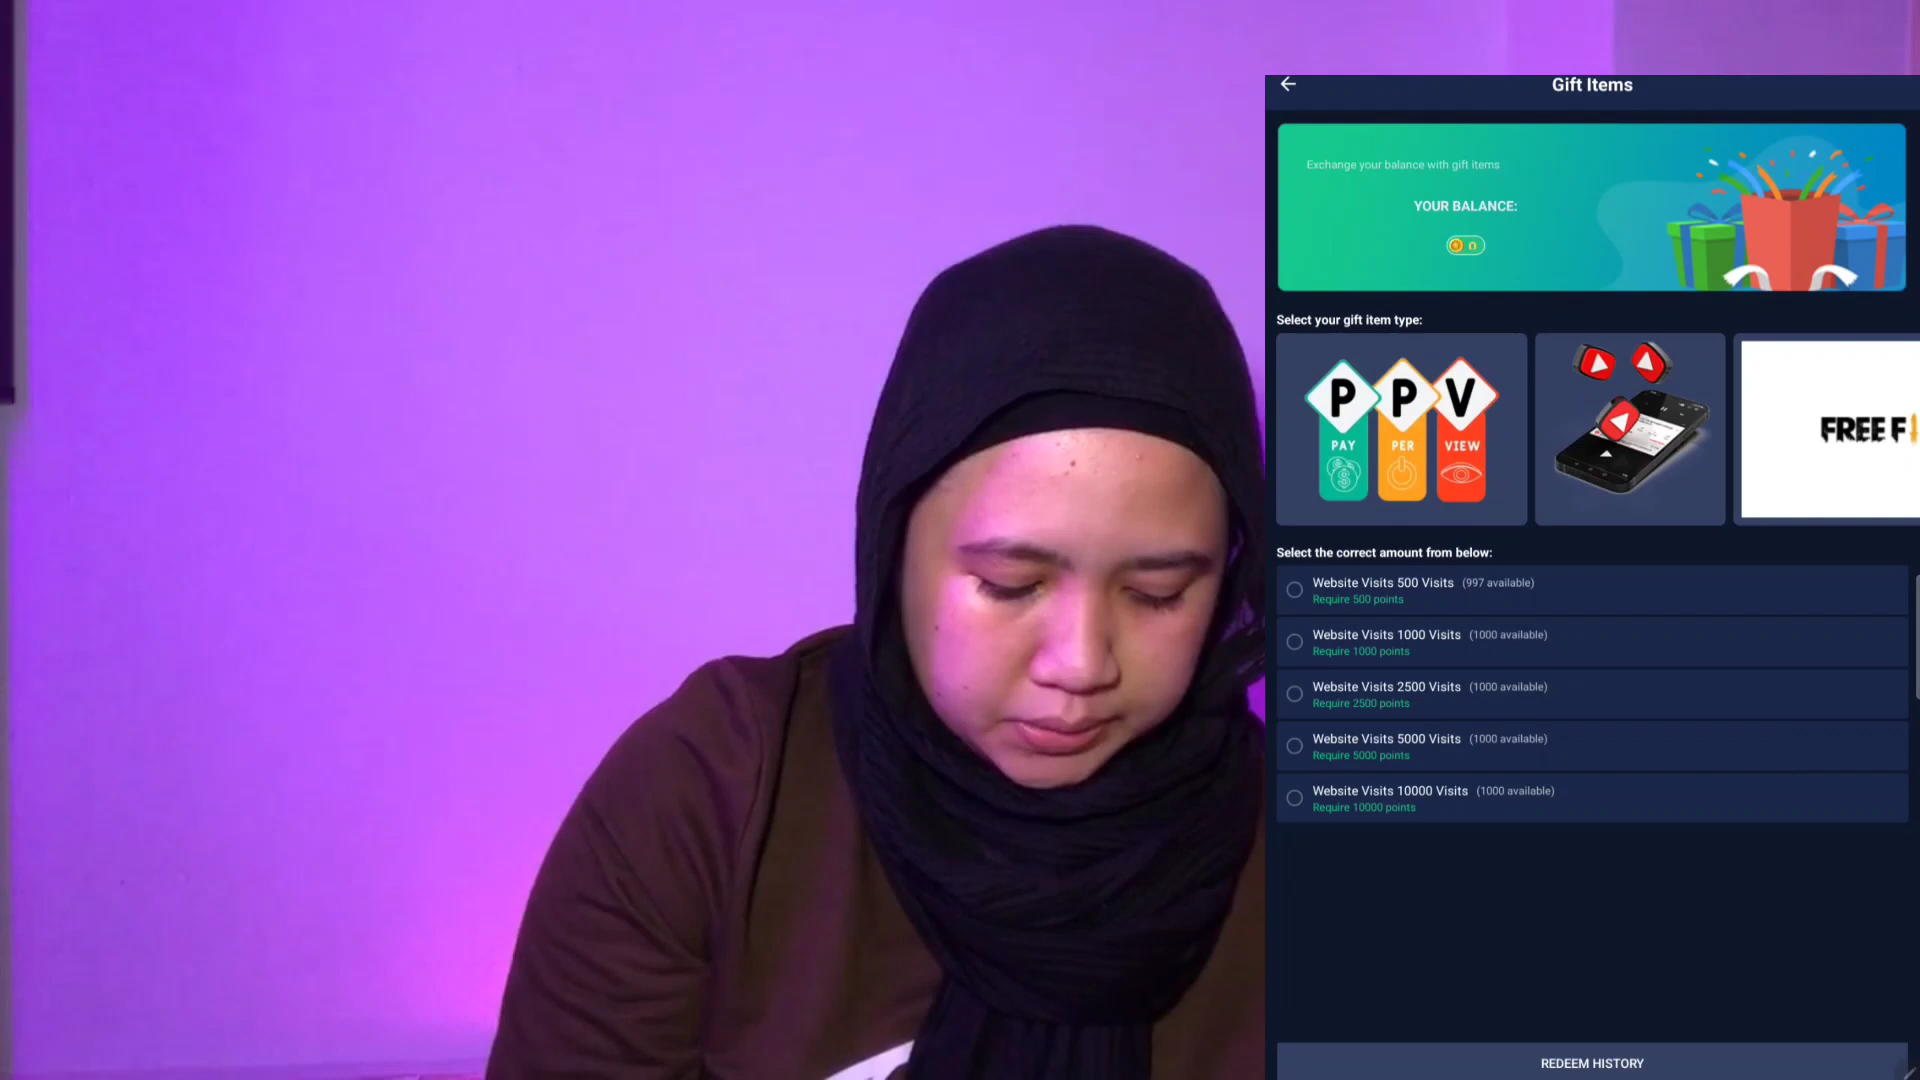 Gift Items
Exchange your balance with gift items
YOUR BALANCE:
Select your gift item type:
P P V
PAY PER VIEW
FREE F
Select the correct amount from below:
Website Visits 500 Visits (997 available)
Require 500 points
Website Visits 1000 Visits (1000 available)
Require 1000 points
Website Visits 2500 Visits (1000 available)
Require 2500 points
Website Visits 5000 Visits (1000 available)
Require 5000 points
Website Visits 10000 Visits (1000 available)
Require 10000 points
REDEEM HISTORY